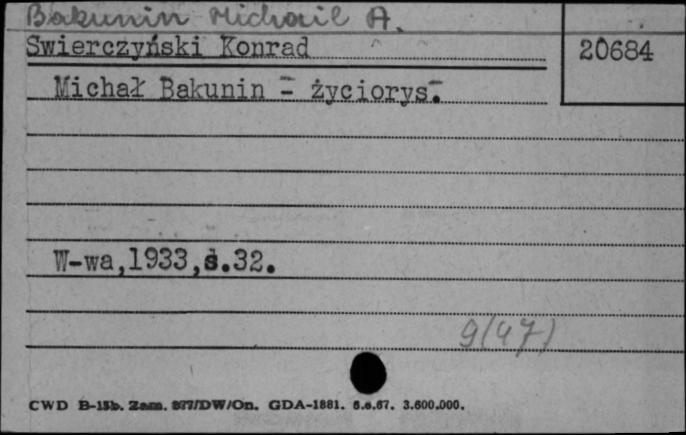 Bakunin Michail A.
Swierczyński Konrad
20684
Michał Bakunin - życiorys.
W-wa,1933,s.32.
9/47)
CWD B-15b. Zam. 877/DW/On. GDA-1881. 6.6.67. 3.600.000.